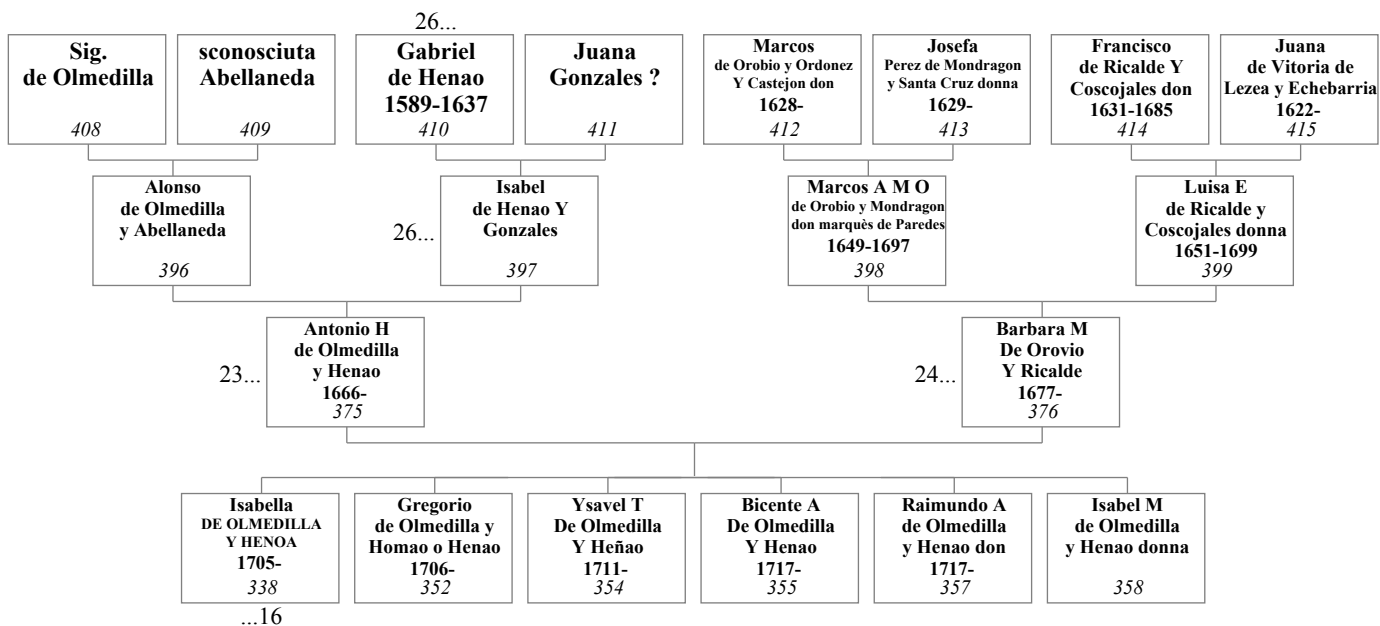 26...
Sig.
de Olmedilla
408
sconosciuta
Abellaneda
409
Gabriel
de Henao
1589-1637
410
Juana
Gonzales ?
411
Marcos
de Orobio y Ordonez
Y Castejon don
1628-
412
Josefa
Perez de Mondragon
y Santa Cruz donna
1629-
413
Francisco
de Ricalde Y
Coscojales don
1631-1685
414
Juana
de Vitoria de
Lezea y Echebarria
1622-
415
Alonso
de Olmedilla
y Abellaneda
396
26...
Isabel
de Henao Y
Gonzales
397
Marcos A M O
de Orobio y Mondragon
don marquès de Paredes
1649-1697
398
Luisa E
de Ricalde y
Coscojales donna
1651-1699
399
23...
Antonio H
de Olmedilla
y Henao
1666-
375
24...
Barbara M
De Orovio
Y Ricalde
1677-
376
Isabella
DE OLMEDILLA
Y HENOA
1705-
338
Gregorio
de Olmedilla y
Homao o Henao
1706-
352
Ysavel T
De Olmedilla
Y Heñao
1711-
354
Bicente A
De Olmedilla
Y Henao
1717-
355
Raimundo A
de Olmedilla
y Henao don
1717-
357
Isabel M
de Olmedilla
y Henao donna
358
...16